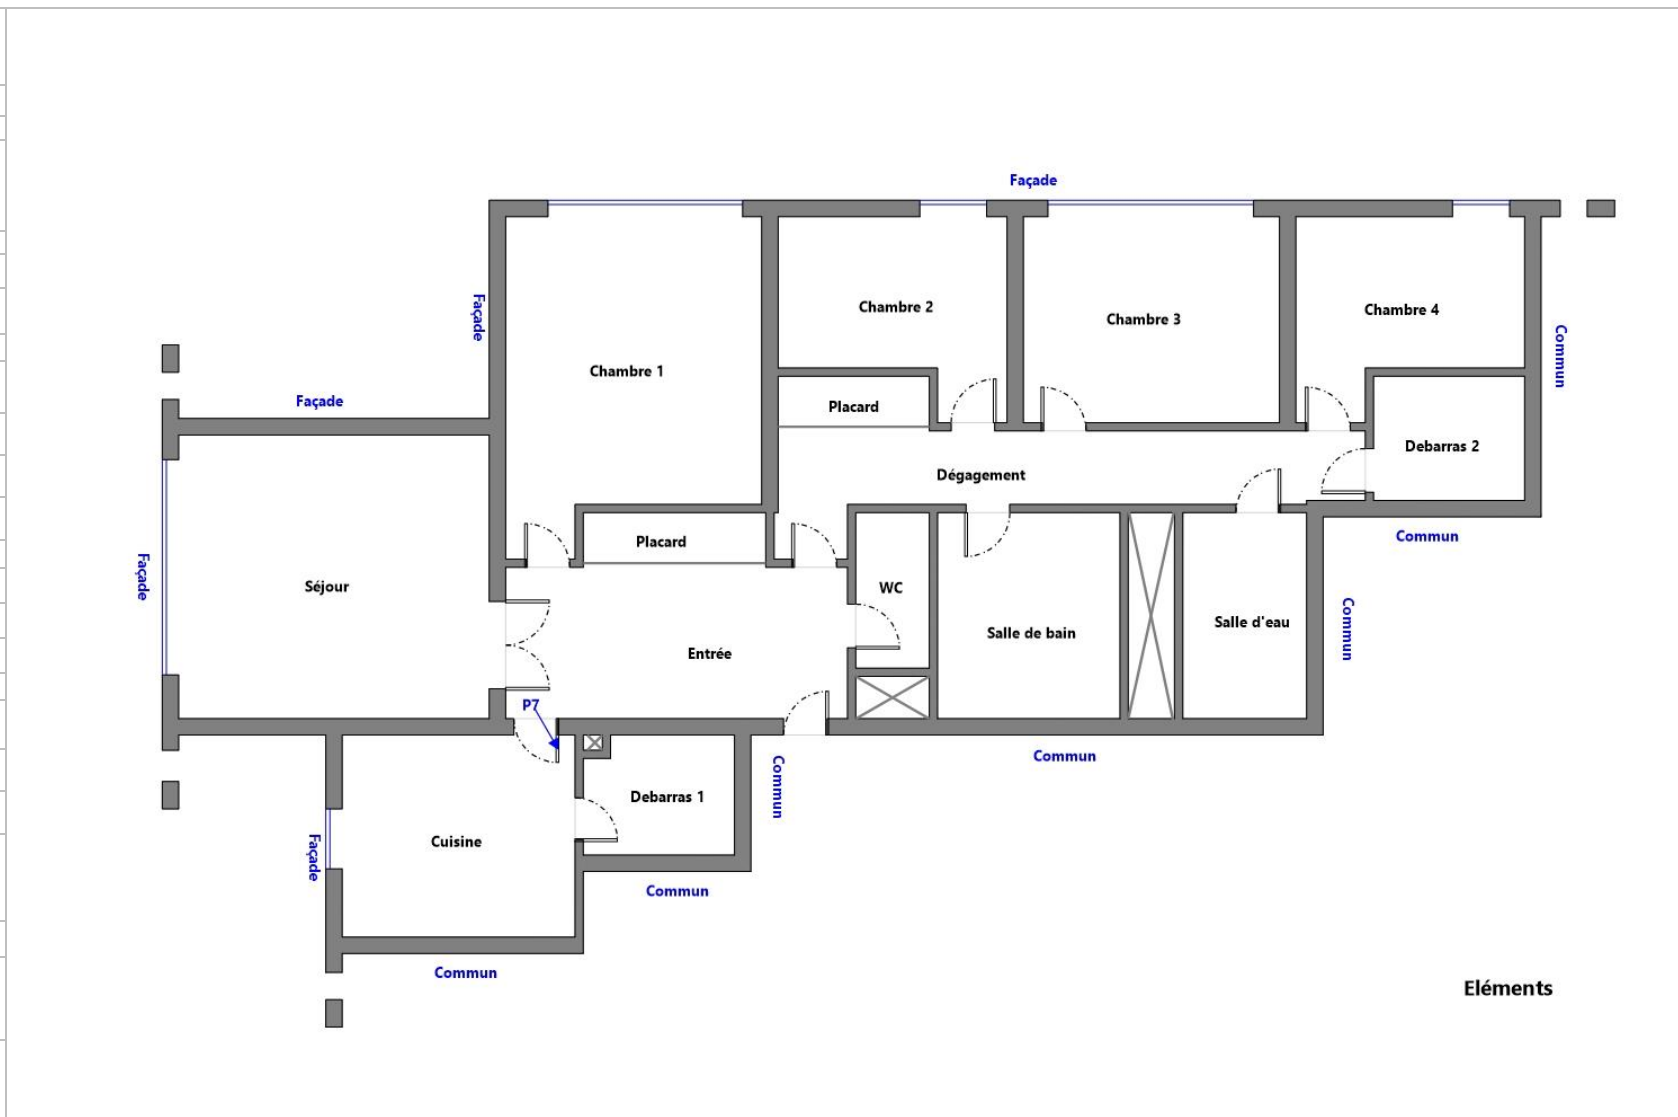 Façade
Façade
Chambre 2
Chambre 4
Chambre 3
Commun
Chambre 1
Façade
Placard
Debarras 2
Dégagement
Commun
Placard
Façade
Séjour
WC
Salle d'eau
Commun
Salle de bain
Entrée
P7
Commun
Commun
Debarras 1
Cuisine
Façade
Commun
Commun
Eléments